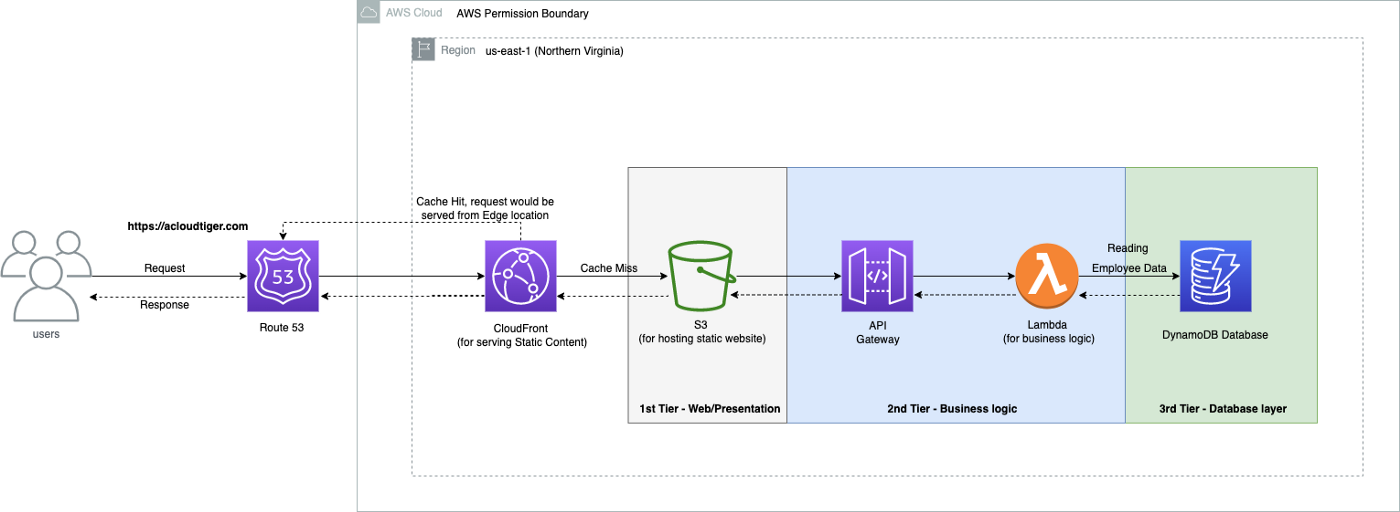 AWS Cloud
AWS Permission Boundary
Region
us-east-1 (Northern Virginia)
Cache Hit, request would be
served from Edge location
https://acloudtiger.com
Request
Response
users
53
Route 53
CloudFront
(for serving Static Content)
Cache Miss
S3
(for hosting static website)
1st Tier - Web/Presentation
</>
API
Gateway
Lambda
(for business logic)
2nd Tier - Business logic
Reading
Employee Data
DynamoDB Database
3rd Tier - Database layer